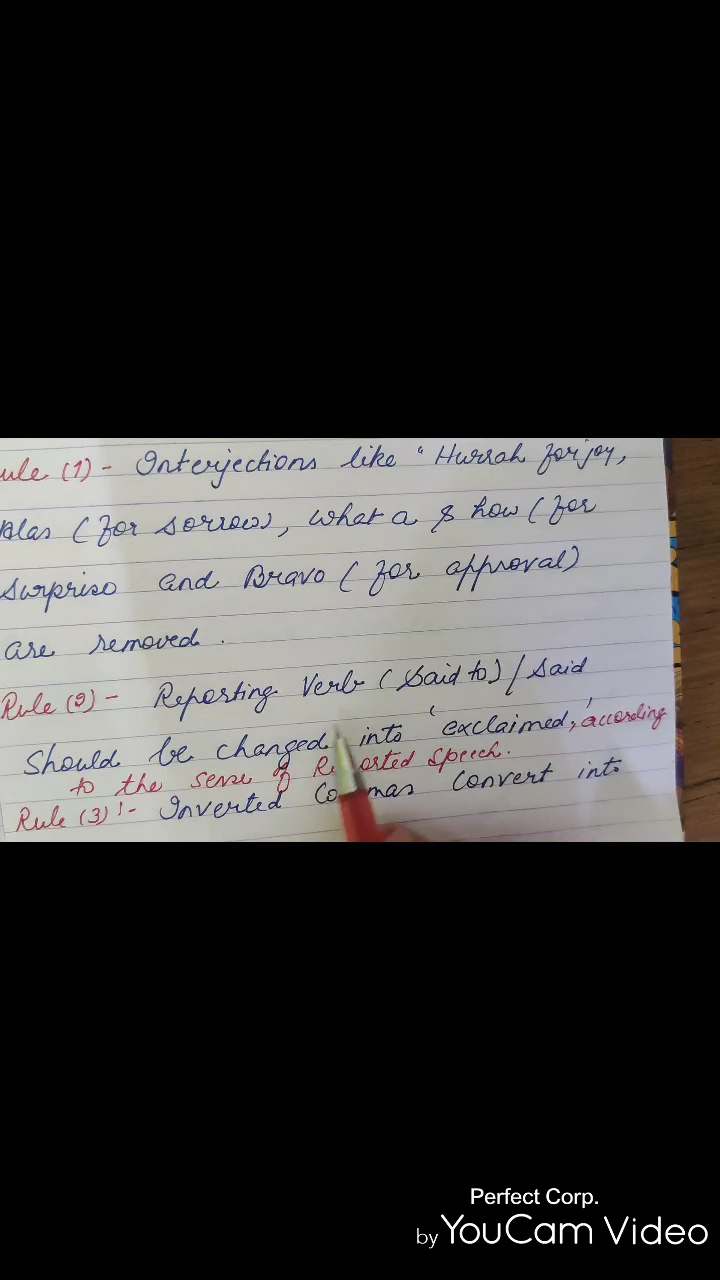 ule (1) - Interjections like "Hurrah for joy,
Alas (for sorrow), what a & how (for
Surprise and Bravo (for approval)
are removed.
Rule (2) - Reporting Verb (Said to) / Said
Should be changed into 'exclaimed,' according
to the sense of Reported Speech.
Rule (3) :- Inverted Commas Convert into
Perfect Corp.
by YouCam Video